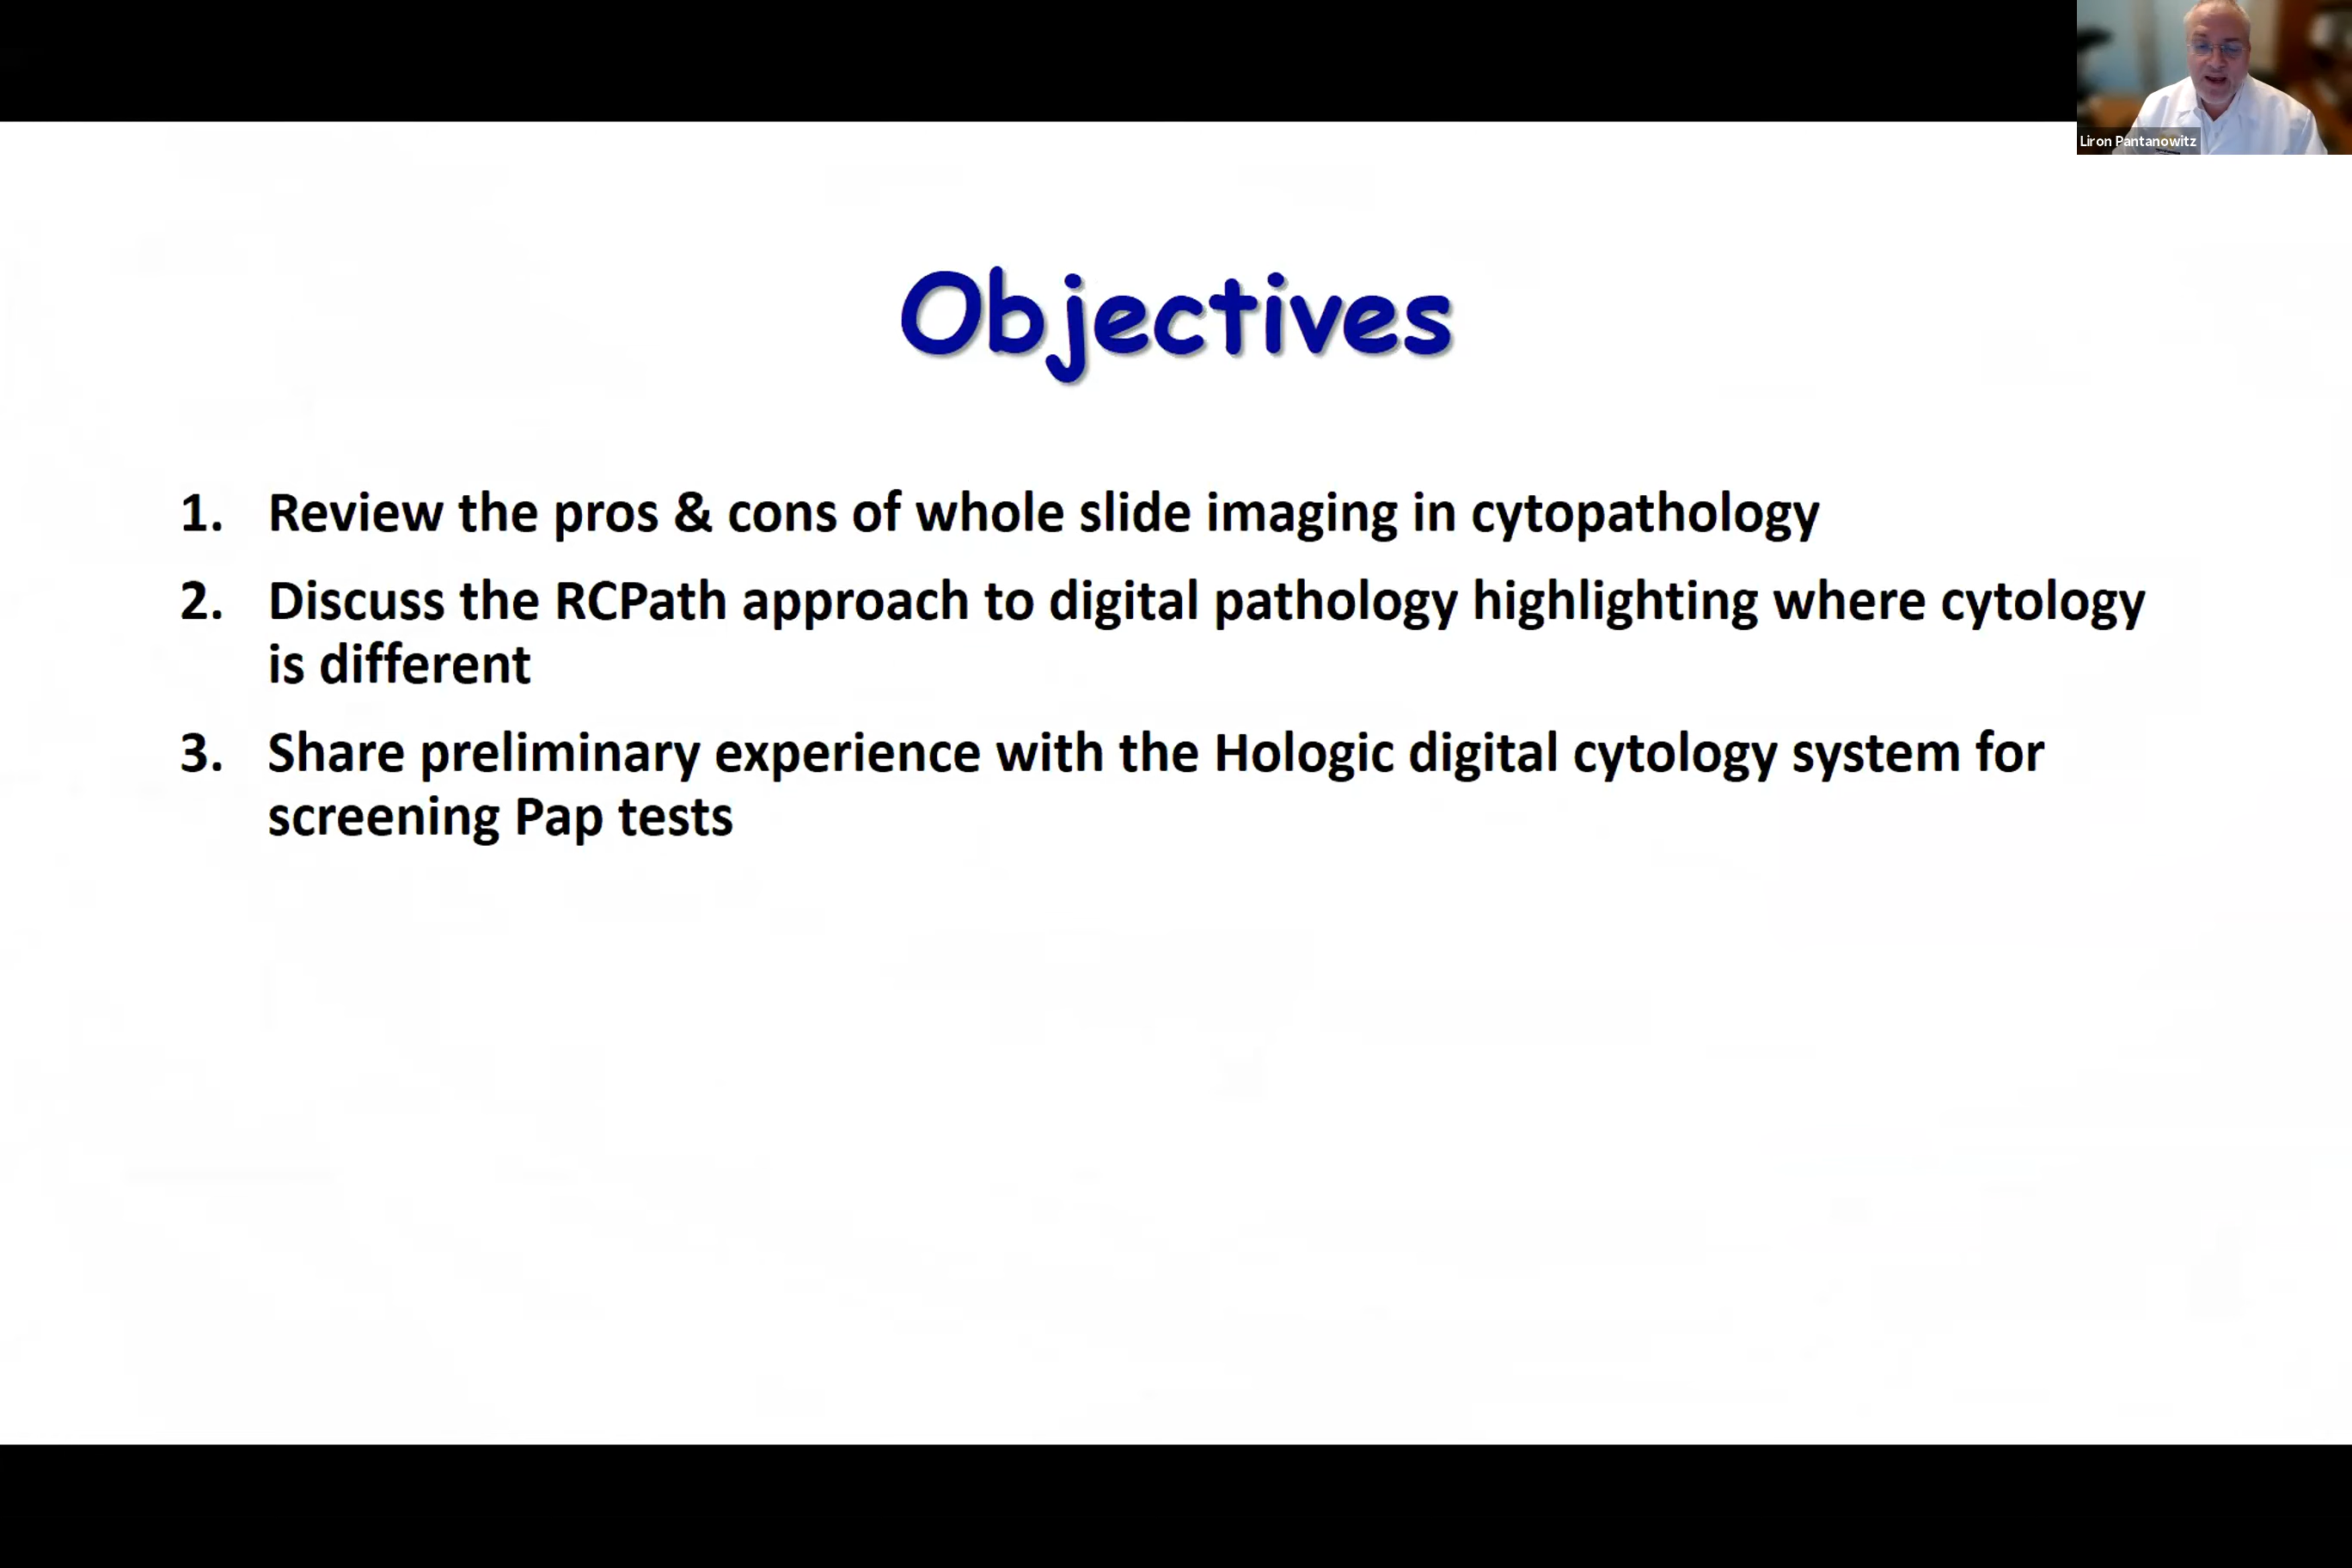 Liron Pantanowitz
Objectives
1. Review the pros & cons of whole slide imaging in cytopathology
2. Discuss the RCPath approach to digital pathology highlighting where cytology
is different
3. Share preliminary experience with the Hologic digital cytology system for
screening Pap tests